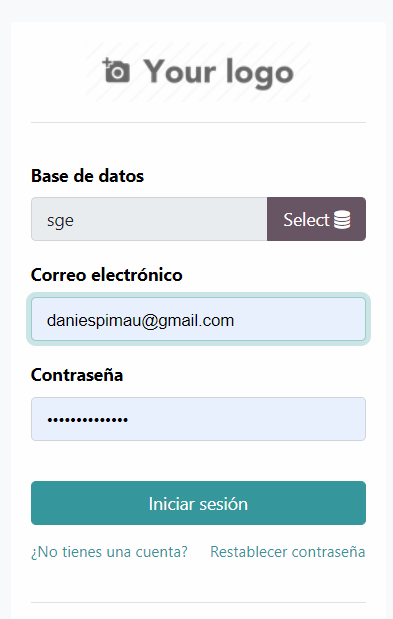 Your logo
Base de datos
sge
Select
Correo electrónico
daniespimau@gmail.com
Contraseña
••••••••••••••
Iniciar sesión
¿No tienes una cuenta? Restablecer contraseña